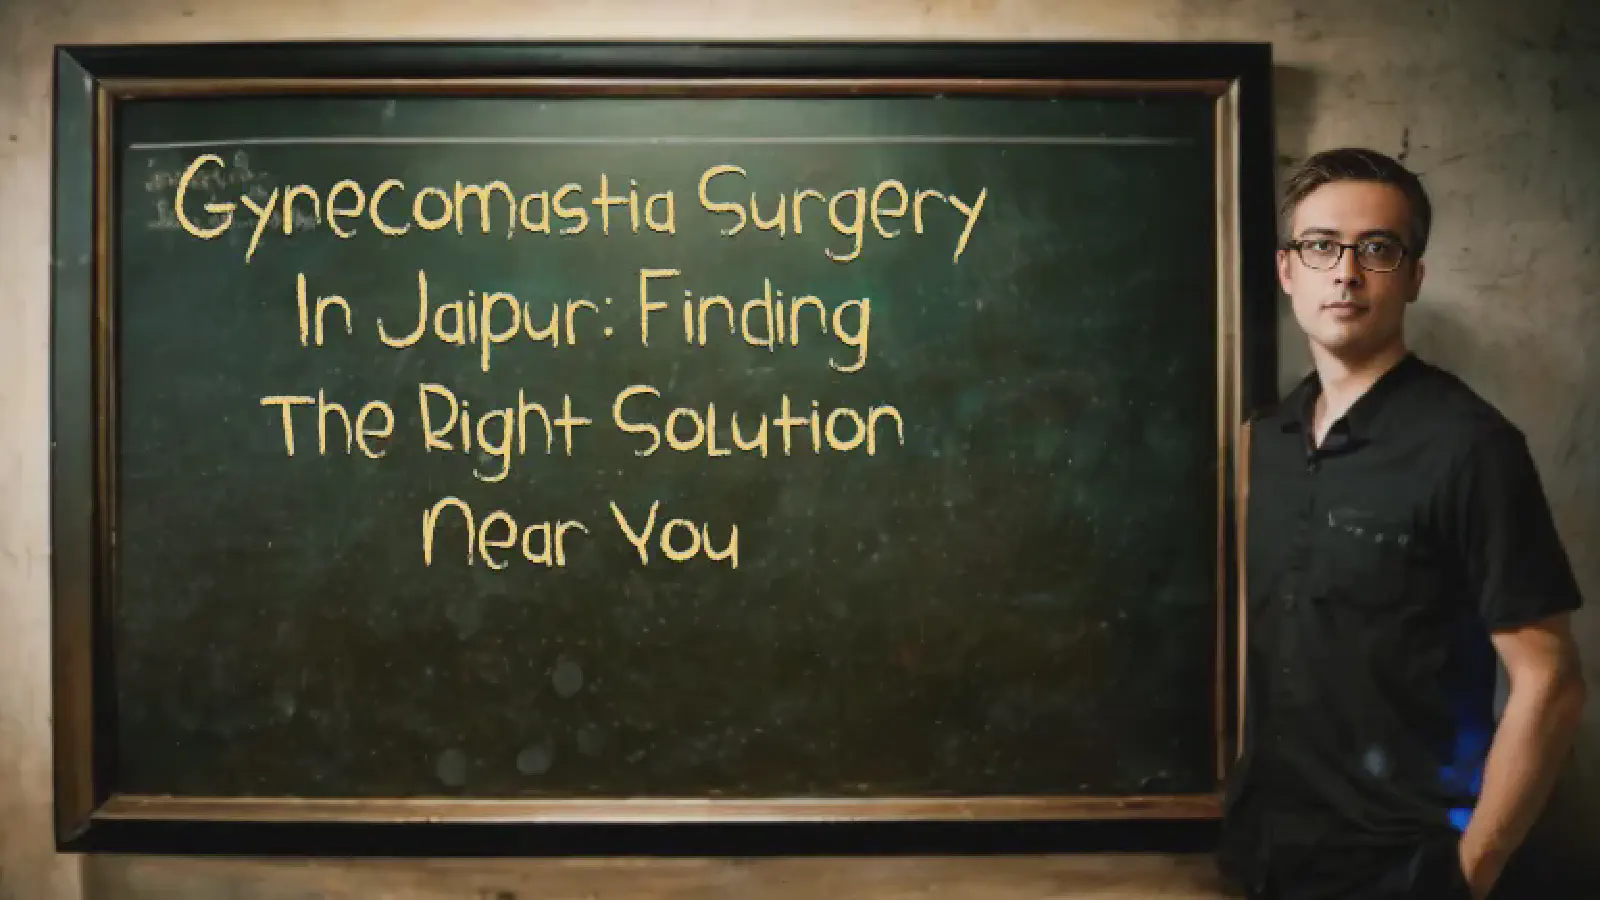 Gynecomastia Surgery
In Jaipur: Finding
The Right Solution
Near You